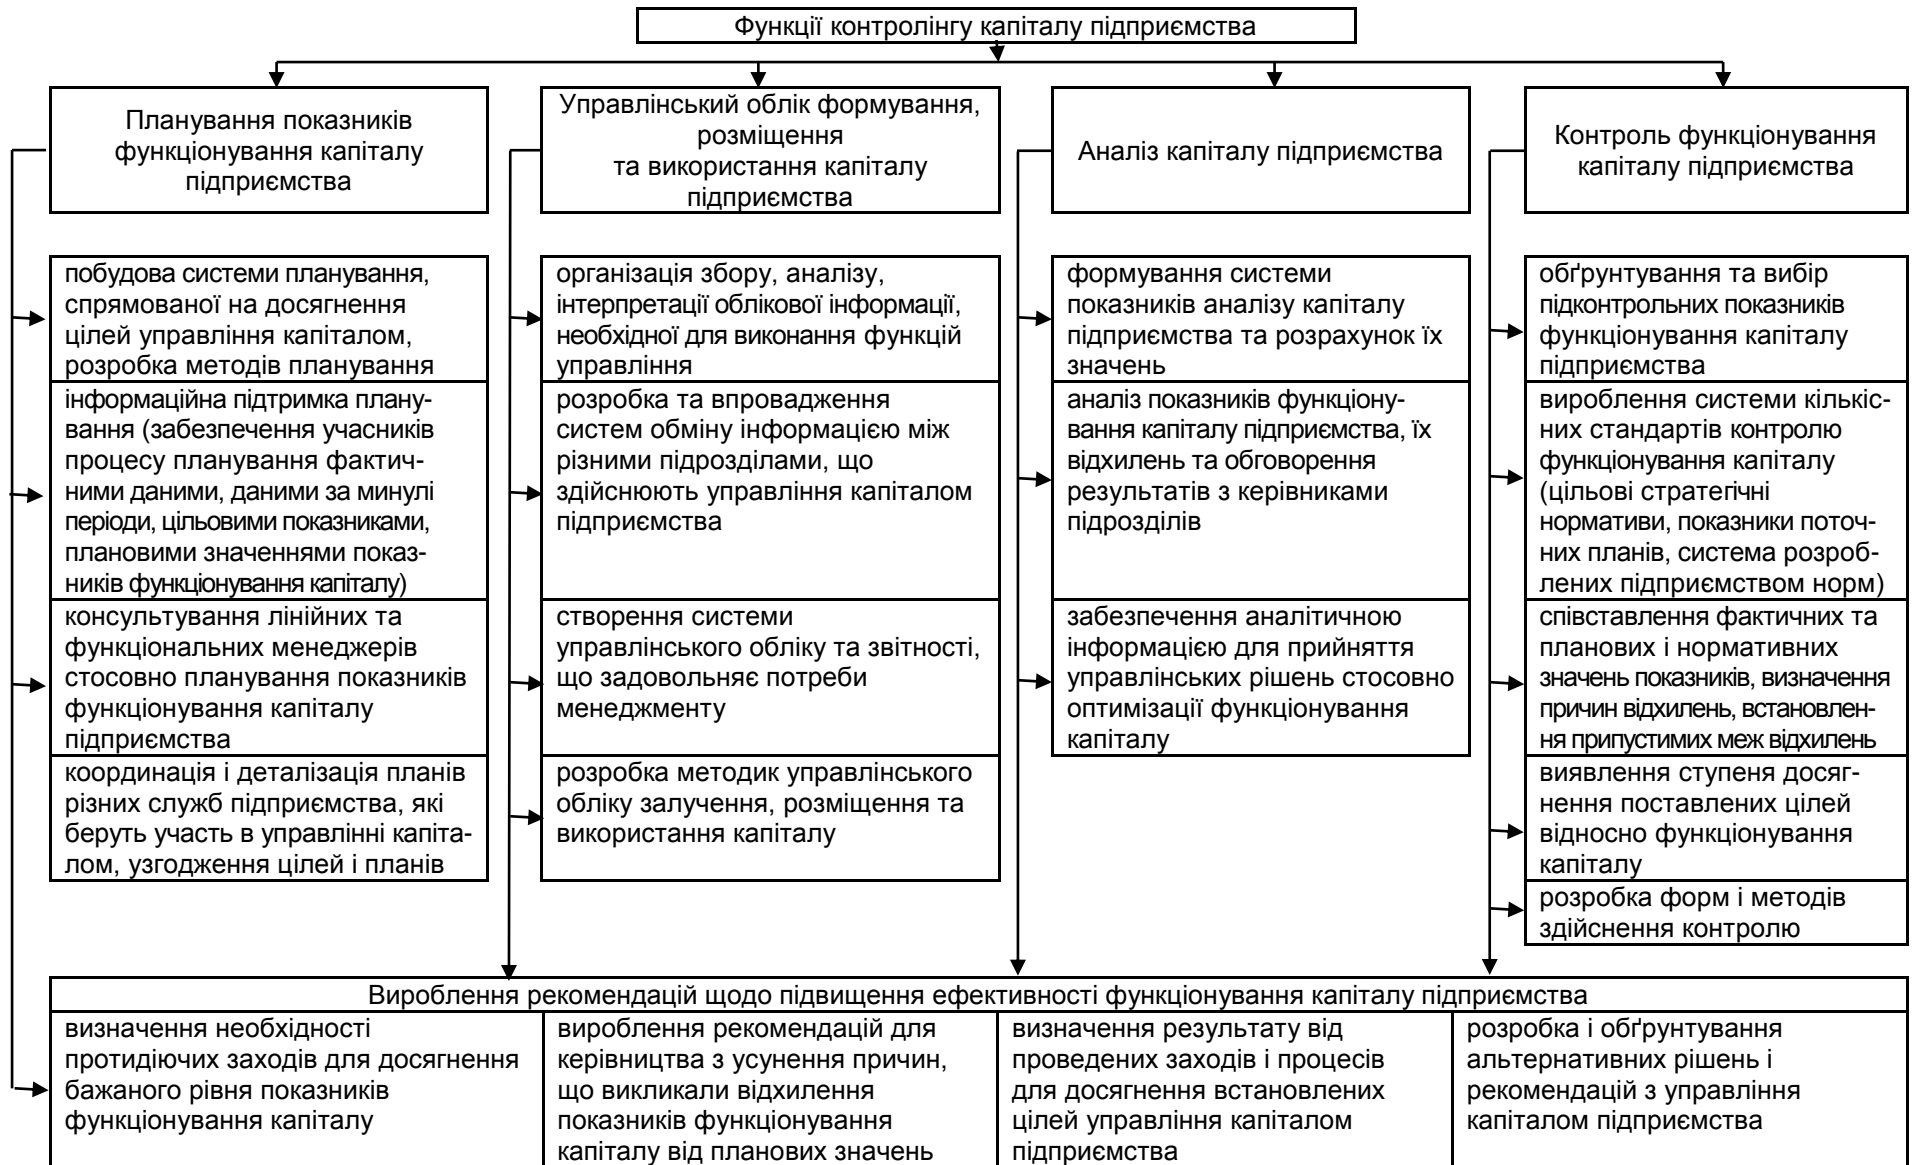 Функції контролінгу капіталу підприємства
Планування показників
функціонування капіталу
підприємства
Управлінський облік формування,
розміщення
та використання капіталу
підприємства
Аналіз капіталу підприємства
Контроль функціонування
капіталу підприємства
побудова системи планування,
спрямованої на досягнення
цілей управління капіталом,
розробка методів планування
інформаційна підтримка плану-
вання (забезпечення учасників
процесу планування фактич-
ними даними, даними за минулі
періоди, цільовими показниками,
плановими значеннями показ-
ників функціонування капіталу)
консультування лінійних та
функціональних менеджерів
стосовно планування показників
функціонування капіталу
підприємства
координація і деталізація планів
різних служб підприємства, які
беруть участь в управлінні капіта-
лом, узгодження цілей і планів
організація збору, аналізу,
інтерпретації облікової інформації,
необхідної для виконання функцій
управління
розробка та впровадження
систем обміну інформацією між
різними підрозділами, що
здійснюють управління капіталом
підприємства
створення системи
управлінського обліку та звітності,
що задовольняє потреби
менеджменту
розробка методик управлінського
обліку залучення, розміщення та
використання капіталу
формування системи
показників аналізу капіталу
підприємства та розрахунок їх
значень
аналіз показників функціону-
вання капіталу підприємства, їх
відхилень та обговорення
результатів з керівниками
підрозділів
забезпечення аналітичною
інформацією для прийняття
управлінських рішень стосовно
оптимізації функціонування
капіталу
обґрунтування та вибір
підконтрольних показників
функціонування капіталу
підприємства
вироблення системи кількіс-
них стандартів контролю
функціонування капіталу
(цільові стратегічні
нормативи, показники поточ-
них планів, система розроб-
лених підприємством норм)
співставлення фактичних та
планових і нормативних
значень показників, визначення
причин відхилень, встановлен-
ня припустимих меж відхилень
виявлення ступеня досяг-
нення поставлених цілей
відносно функціонування
капіталу
розробка форм і методів
здійснення контролю
Вироблення рекомендацій щодо підвищення ефективності функціонування капіталу підприємства
визначення необхідності
протидіючих заходів для досягнення
бажаного рівня показників
функціонування капіталу
вироблення рекомендацій для
керівництва з усунення причин,
що викликали відхилення
показників функціонування
капіталу від планових значень
визначення результату від
проведених заходів і процесів
для досягнення встановлених
цілей управління капіталом
підприємства
розробка і обґрунтування
альтернативних рішень і
рекомендацій з управління
капіталом підприємства